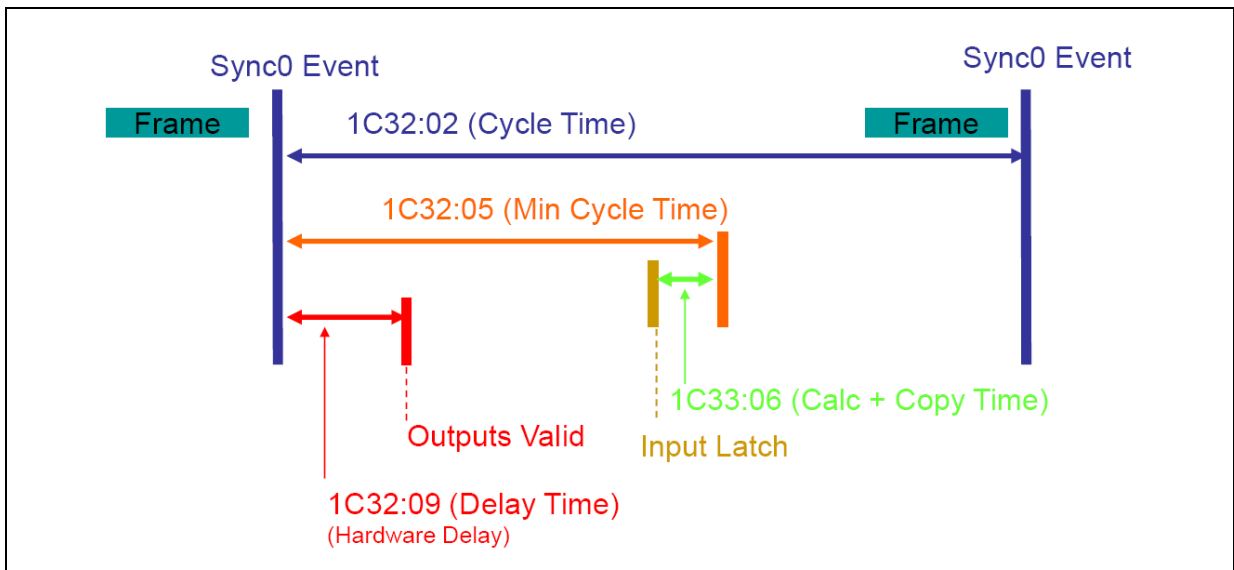 Sync0 Event
Sync0 Event
Frame
1C32:02 (Cycle Time)
Frame
1C32:05 (Min Cycle Time)
1C33:06 (Calc + Copy Time)
Outputs Valid
Input Latch
1C32:09 (Delay Time)
(Hardware Delay)